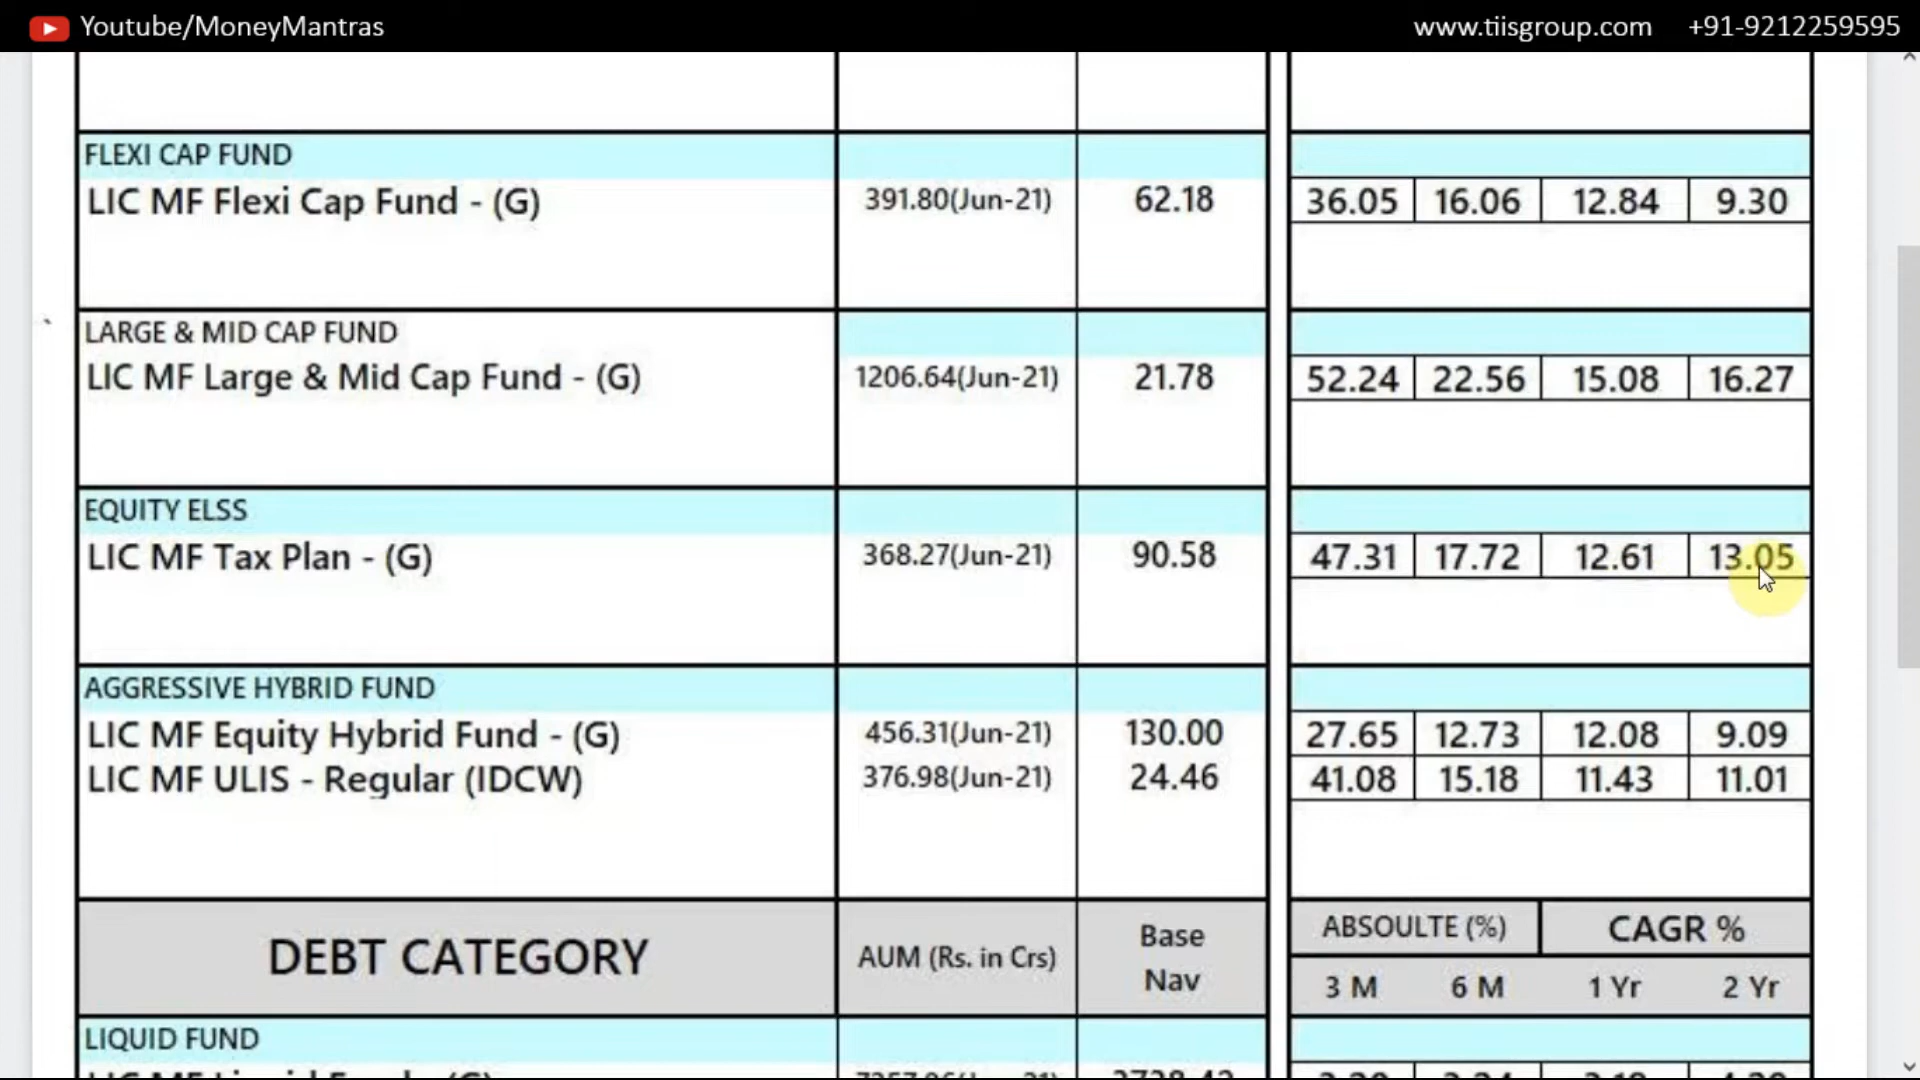 Youtube/MoneyMantras www.tiisgroup.com +91-9212259595
FLEXI CAP FUND
LIC MF Flexi Cap Fund - (G) 391.80(Jun-21) 62.18 36.05 16.06 12.84 9.30
LARGE & MID CAP FUND
LIC MF Large & Mid Cap Fund - (G) 1206.64(Jun-21) 21.78 52.24 22.56 15.08 16.27
EQUITY ELSS
LIC MF Tax Plan - (G) 368.27(Jun-21) 90.58 47.31 17.72 12.61 13.05
AGGRESSIVE HYBRID FUND
LIC MF Equity Hybrid Fund - (G) 456.31(Jun-21) 130.00 27.65 12.73 12.08 9.09
LIC MF ULIS - Regular (IDCW) 376.98(Jun-21) 24.46 41.08 15.18 11.43 11.01
DEBT CATEGORY AUM (Rs. in Crs) Base Nav ABSOULTE (%) CAGR %
3 M 6 M 1 Yr 2 Yr
LIQUID FUND
LIC MF Liquid Fund - (G)